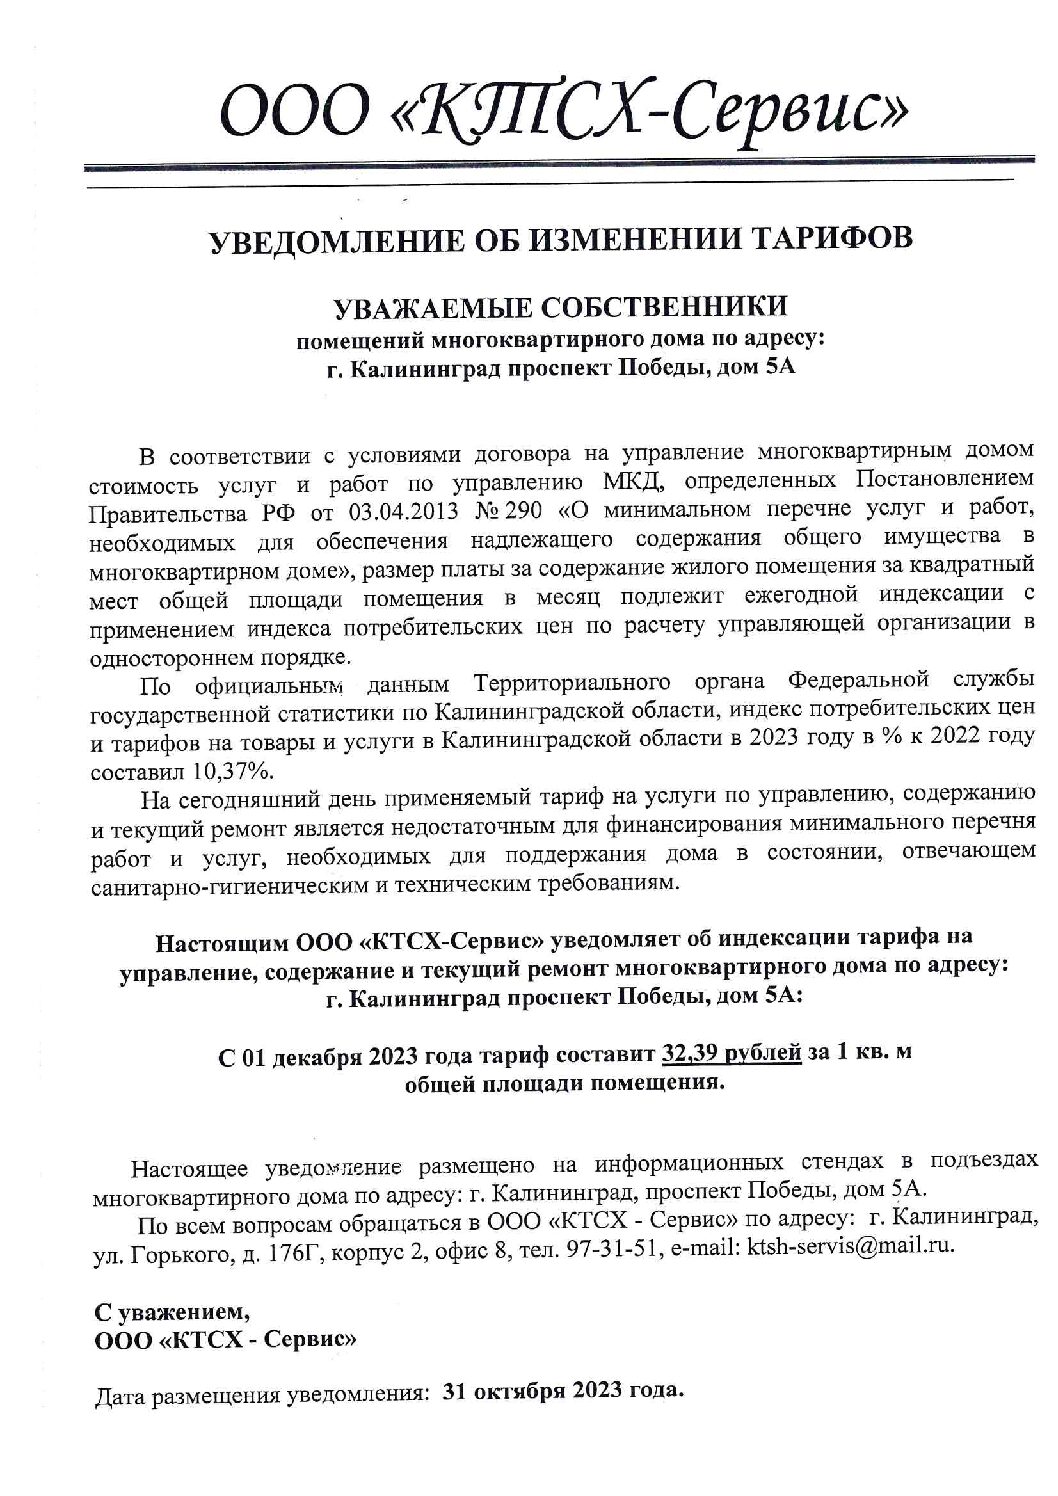 ООО «КТСХ-Сервис»
УВЕДОМЛЕНИЕ ОБ ИЗМЕНЕНИИ ТАРИФОВ
УВАЖАЕМЫЕ СОБСТВЕННИКИ
помещений многоквартирного дома по адресу:
г. Калининград проспект Победы, дом 5А
В соответствии с условиями договора на управление многоквартирным домом
стоимость услуг и работ по управлению МКД, определенных Постановлением
Правительства РФ от 03.04.2013 № 290 «О минимальном перечне услуг и работ,
необходимых для обеспечения надлежащего содержания общего имущества в
многоквартирном доме», размер платы за содержание жилого помещения за квадратный
мест общей площади помещения в месяц подлежит ежегодной индексации с
применением индекса потребительских цен по расчету управляющей организации в
одностороннем порядке.
По официальным данным Территориального органа Федеральной службы
государственной статистики по Калининградской области, индекс потребительских цен
и тарифов на товары и услуги в Калининградской области в 2023 году в % к 2022 году
составил 10,37%.
На сегодняшний день применяемый тариф на услуги по управлению, содержанию
и текущий ремонт является недостаточным для финансирования минимального перечня
работ и услуг, необходимых для поддержания дома в состоянии, отвечающем
санитарно-гигиеническим и техническим требованиям.
Настоящим ООО «КТСХ-Сервис» уведомляет об индексации тарифа на
управление, содержание и текущий ремонт многоквартирного дома по адресу:
г. Калининград проспект Победы, дом 5А:
С 01 декабря 2023 года тариф составит 32,39 рублей за 1 кв. м
общей площади помещения.
Настоящее уведомление размещено на информационных стендах в подъездах
многоквартирного дома по адресу: г. Калининград, проспект Победы, дом 5А.
По всем вопросам обращаться в ООО «КТСХ - Сервис» по адресу: г. Калининград,
ул. Горького, д. 176Г, корпус 2, офис 8, тел. 97-31-51, e-mail: ktsh-servis@mail.ru.
С уважением,
ООО «КТСХ - Сервис»
Дата размещения уведомления: 31 октября 2023 года.